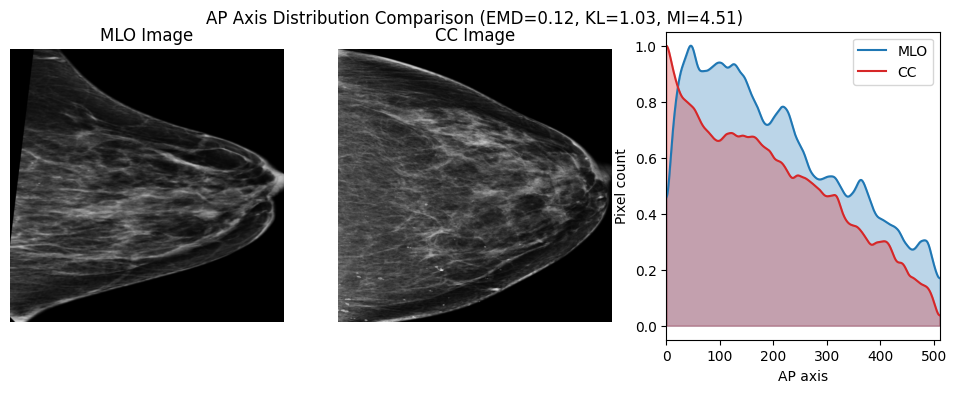 AP Axis Distribution Comparison (EMD=0.12, KL=1.03, MI=4.51)
MLO Image
CC Image
MLO
CC
Pixel count
1.0
0.8
0.6
0.4
0.2
0.0
0 100 200 300 400 500
AP axis